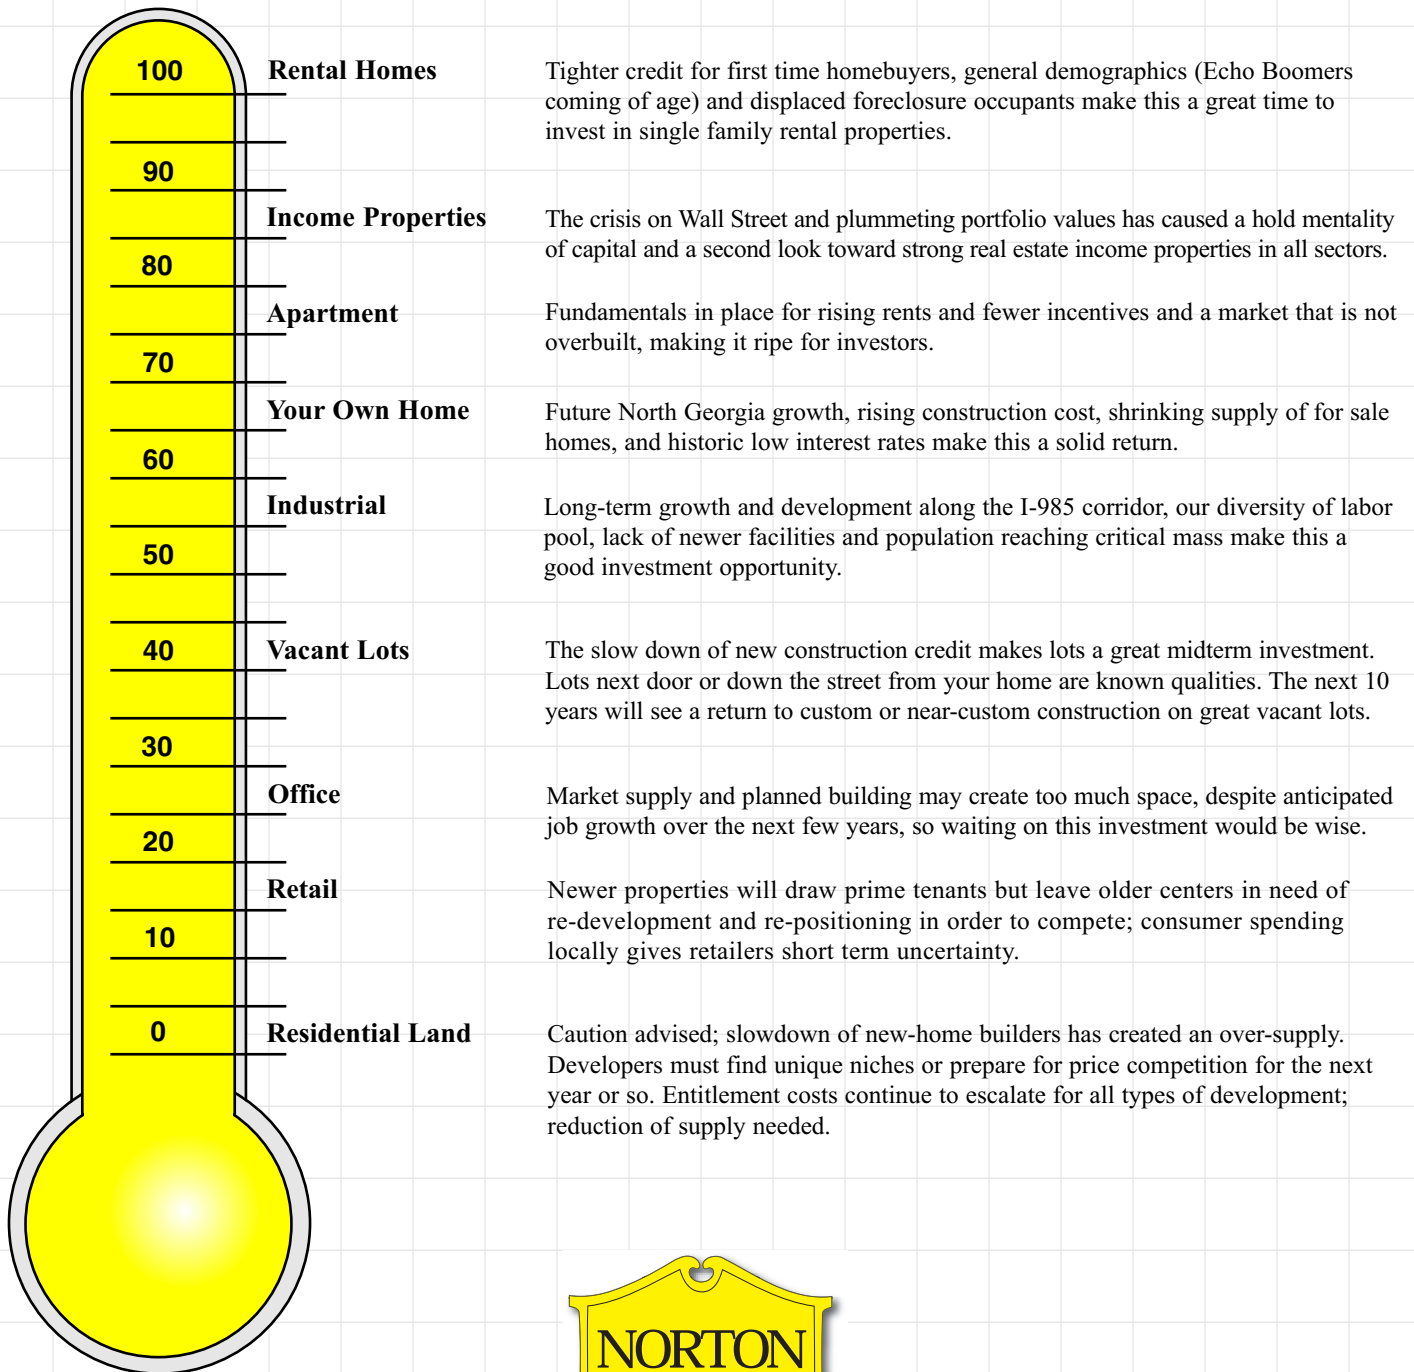 100
Rental Homes
Tighter credit for first time homebuyers, general demographics (Echo Boomers
coming of age) and displaced foreclosure occupants make this a great time to
invest in single family rental properties.
90
Income Properties
The crisis on Wall Street and plummeting portfolio values has caused a hold mentality
of capital and a second look toward strong real estate income properties in all sectors.
80
Apartment
Fundamentals in place for rising rents and fewer incentives and a market that is not
overbuilt, making it ripe for investors.
70
Your Own Home
Future North Georgia growth, rising construction cost, shrinking supply of for sale
homes, and historic low interest rates make this a solid return.
60
Industrial
Long-term growth and development along the I-985 corridor, our diversity of labor
pool, lack of newer facilities and population reaching critical mass make this a
good investment opportunity.
50
40
Vacant Lots
The slow down of new construction credit makes lots a great midterm investment.
Lots next door or down the street from your home are known qualities. The next 10
years will see a return to custom or near-custom construction on great vacant lots.
30
Office
Market supply and planned building may create too much space, despite anticipated
job growth over the next few years, so waiting on this investment would be wise.
20
Retail
Newer properties will draw prime tenants but leave older centers in need of
re-development and re-positioning in order to compete; consumer spending
locally gives retailers short term uncertainty.
10
0
Residential Land
Caution advised; slowdown of new-home builders has created an over-supply.
Developers must find unique niches or prepare for price competition for the next
year or so. Entitlement costs continue to escalate for all types of development;
reduction of supply needed.
NORTON